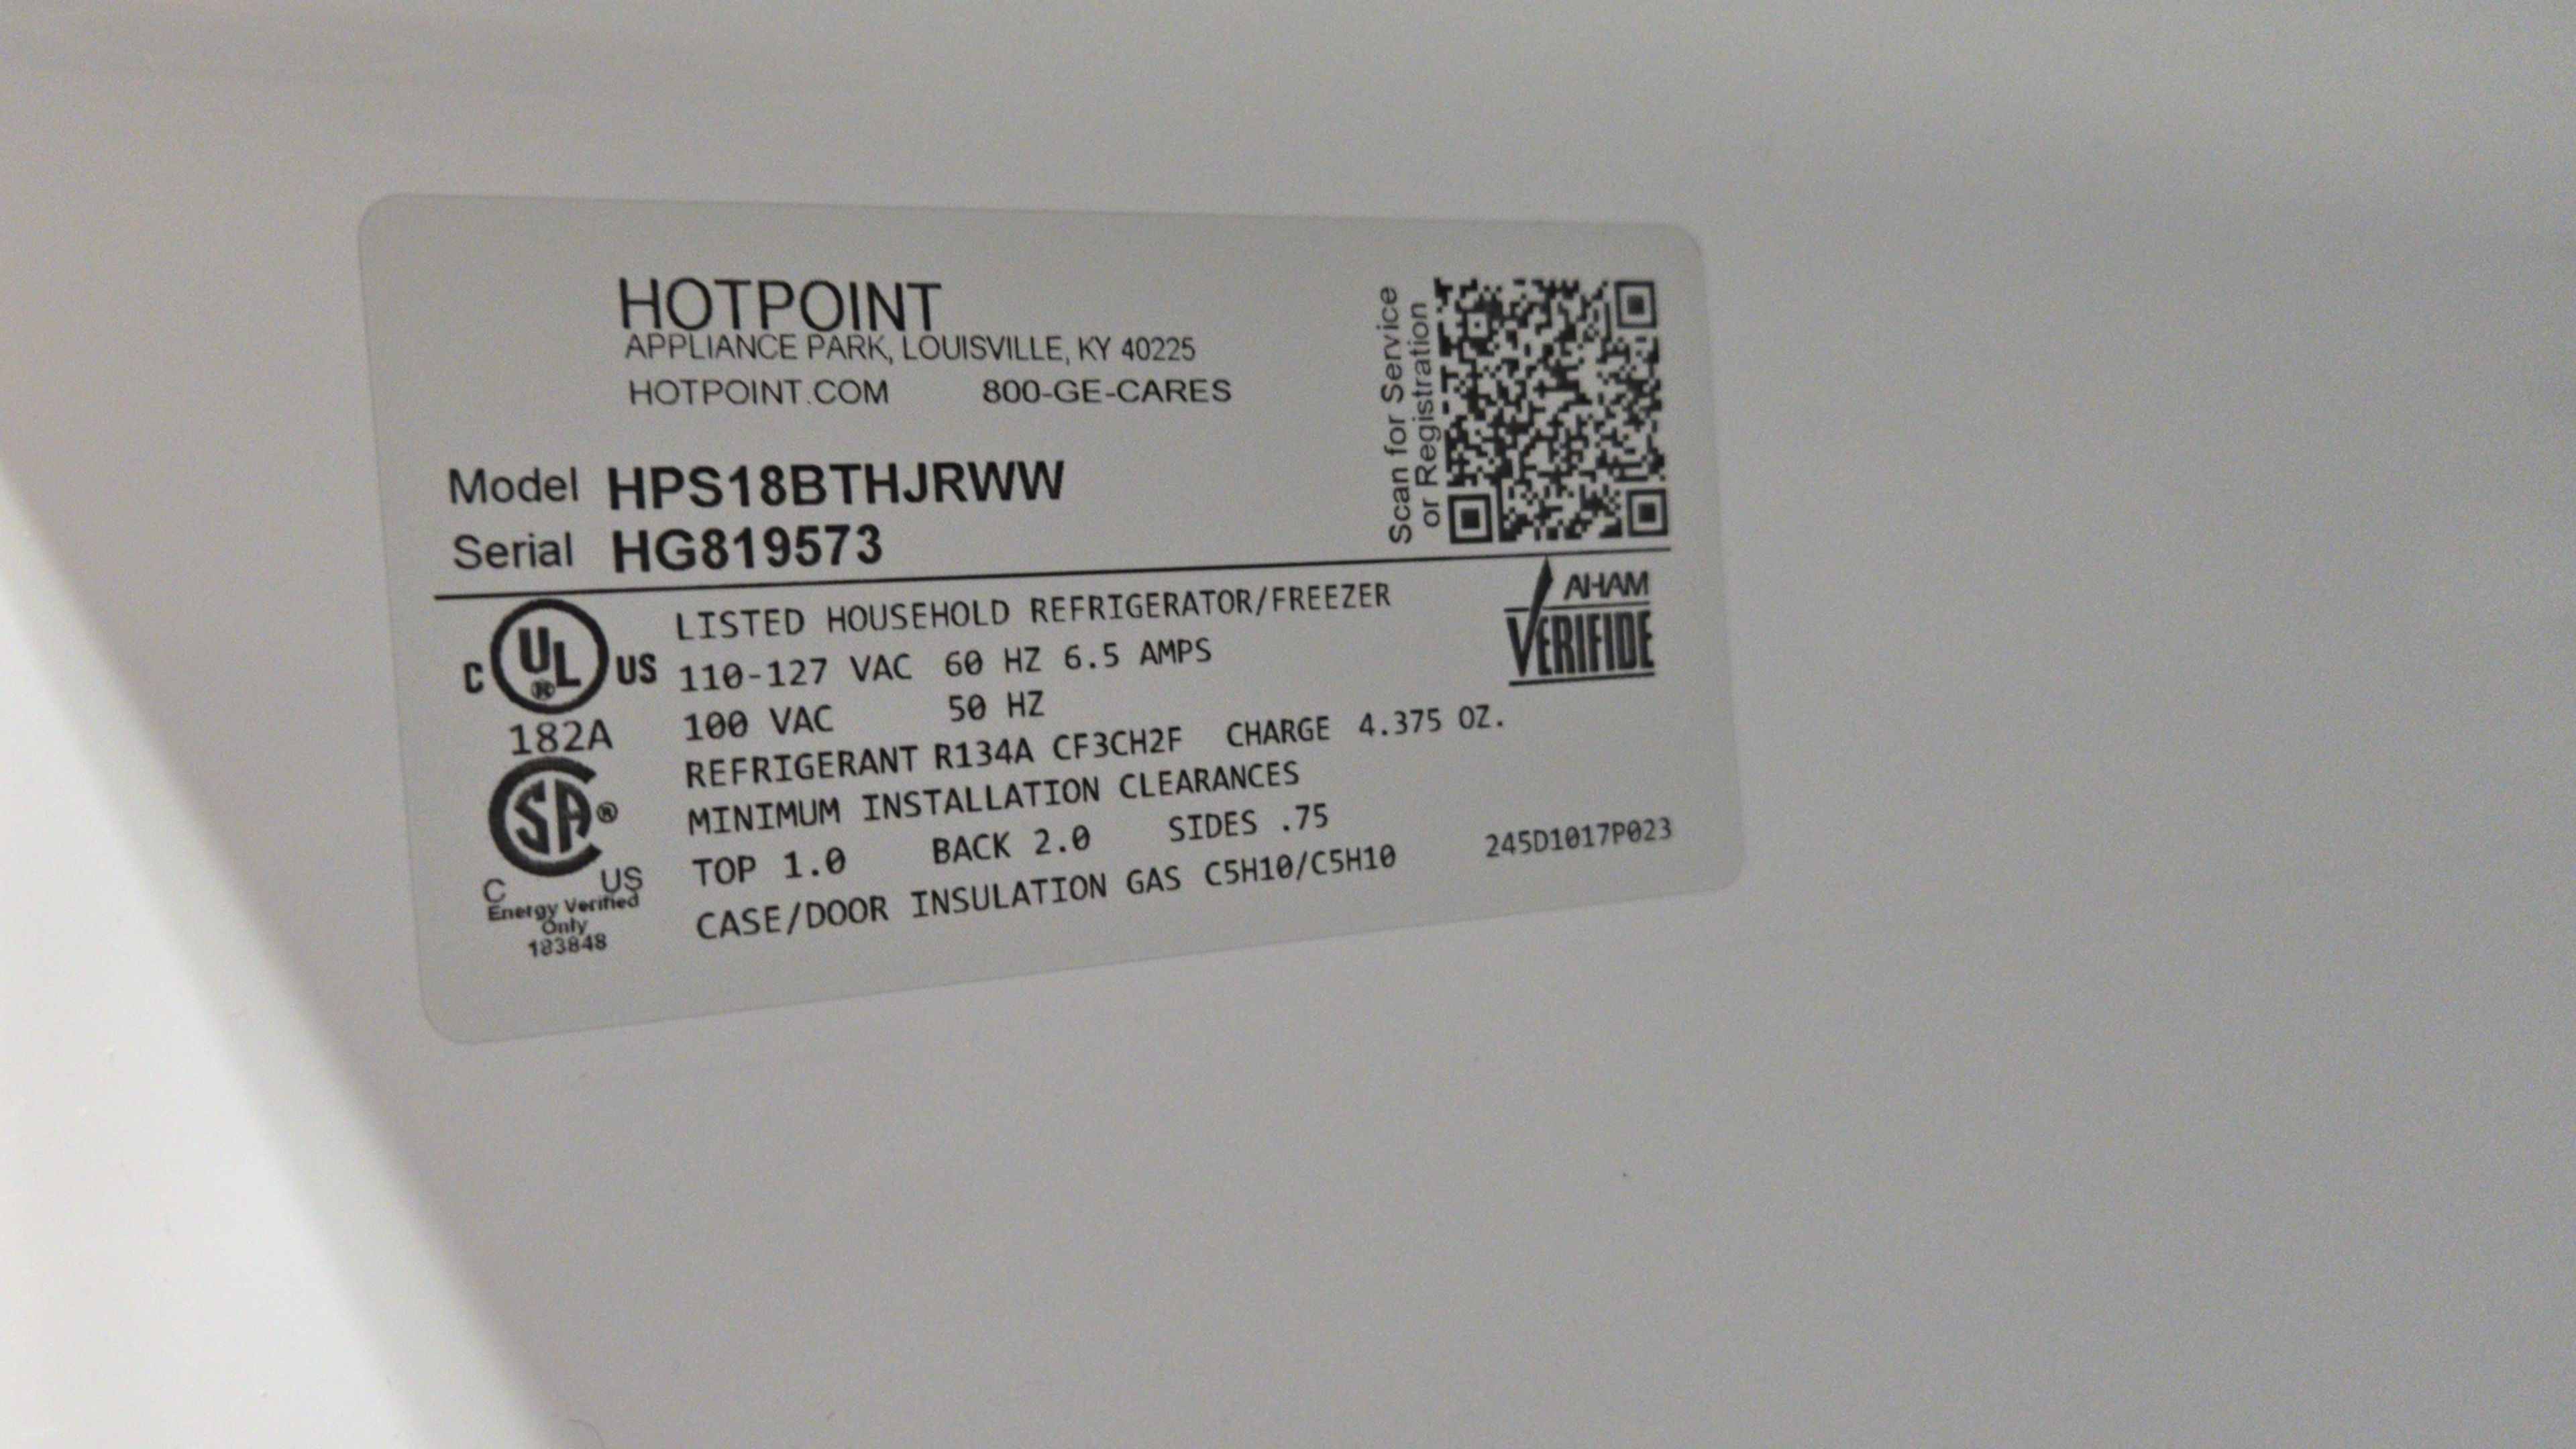 HOTPOINT
APPLIANCE PARK, LOUISVILLE, KY 40225
HOTPOINT.COM 800-GE-CARES
Scan for Service
or Registration
Model HPS18BTHJRWW
Serial HG819573
C UL® US
182A
LISTED HOUSEHOLD REFRIGERATOR/FREEZER
110-127 VAC 60 HZ 6.5 AMPS
100 VAC 50 HZ
REFRIGERANT R134A CF3CH2F CHARGE 4.375 OZ.
MINIMUM INSTALLATION CLEARANCES
TOP 1.0 BACK 2.0 SIDES .75
CASE/DOOR INSULATION GAS C5H10/C5H10
245D1017P023
AHAM
VERIFIDE
CSA®
C US
Energy Verified
Only
183848